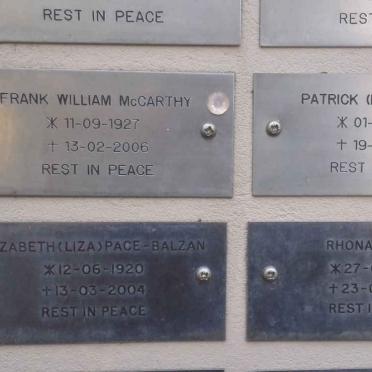 REST IN PEACE
REST
FRANK WILLIAM McCARTHY
⚹ 11-09-1927
✝ 13-02-2006
REST IN PEACE
PATRICK
⚹ 01-
✝ 19-
REST
ZABETH (LIZA) PACE-BALZAN
⚹ 12-06-1920
✝ 13-03-2004
REST IN PEACE
RHONA
⚹ 27-
✝ 23-
REST I